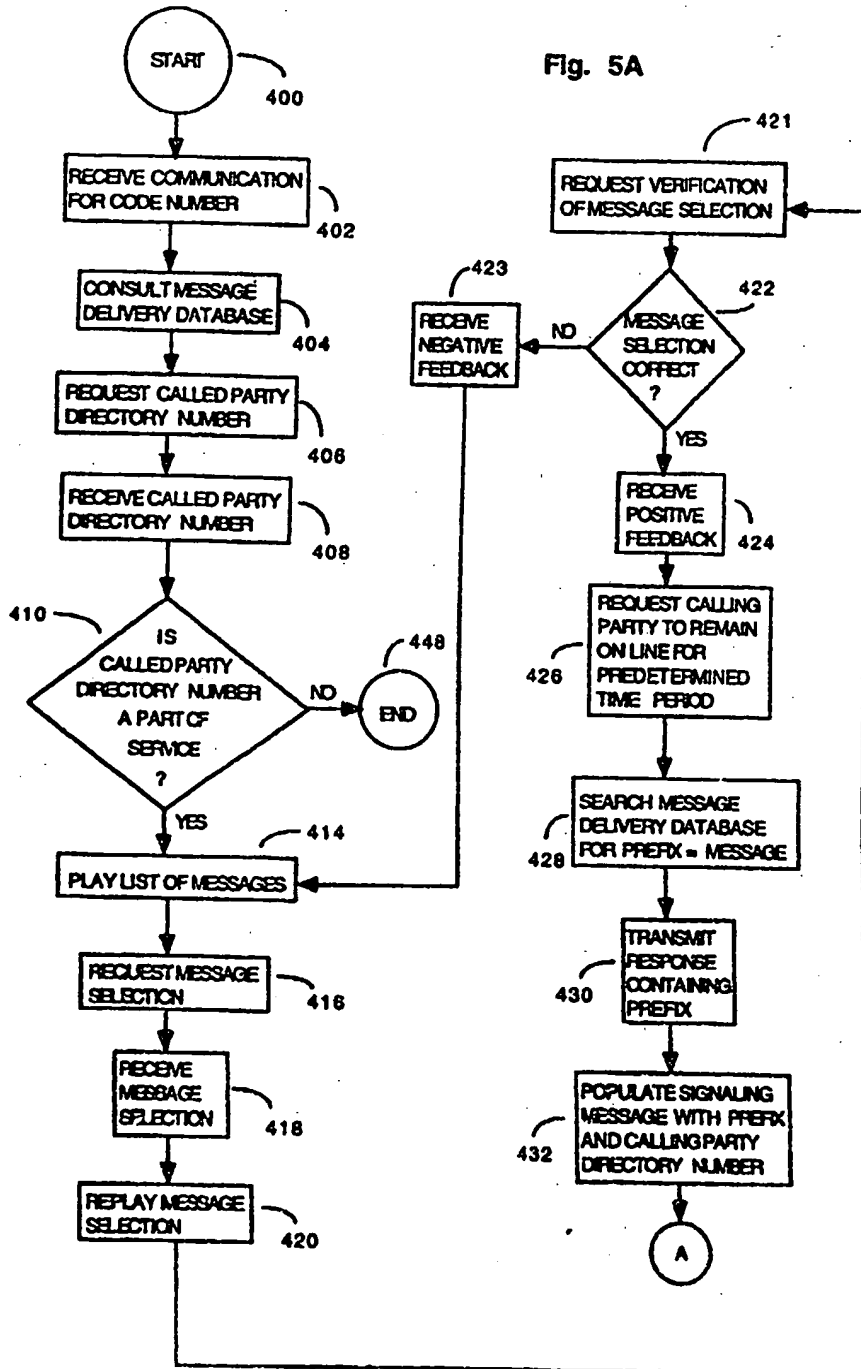 Fig. 5A
START
400
RECEIVE COMMUNICATION
FOR CODE NUMBER
402
CONSULT MESSAGE
DELIVERY DATABASE
404
REQUEST CALLED PARTY
DIRECTORY NUMBER
406
RECEIVE CALLED PARTY
DIRECTORY NUMBER
408
410
IS
CALLED PARTY
DIRECTORY NUMBER
A PART OF
SERVICE
?
NO
448
END
YES
414
PLAY LIST OF MESSAGES
REQUEST MESSAGE
SELECTION
416
RECEIVE
MESSAGE
SELECTION
418
REPLAY MESSAGE
SELECTION
420
421
REQUEST VERIFICATION
OF MESSAGE SELECTION
422
MESSAGE
SELECTION
CORRECT
?
NO
423
RECEIVE
NEGATIVE
FEEDBACK
YES
RECEIVE
POSITIVE
FEEDBACK
424
REQUEST CALLING
PARTY TO REMAIN
ON LINE FOR
PREDETERMINED
TIME PERIOD
426
SEARCH MESSAGE
DELIVERY DATABASE
FOR PREFIX = MESSAGE
428
TRANSMIT
RESPONSE
CONTAINING
PREFIX
430
POPULATE SIGNALING
MESSAGE WITH PREFIX
AND CALLING PARTY
DIRECTORY NUMBER
432
A